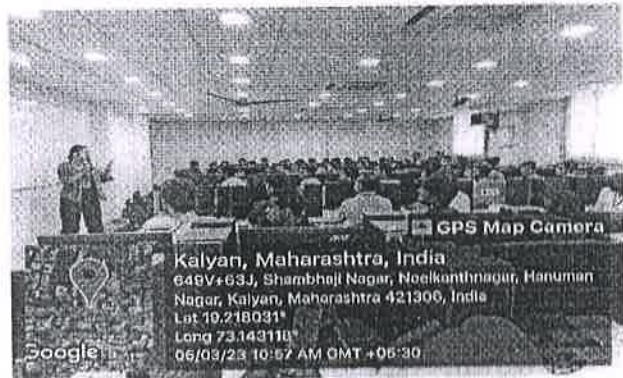 GPS Map Camera
Kalyan, Maharashtra, India
649V+63J, Shambhaji Nagar, Neelkanthnagar, Hanuman
Nagar, Kalyan, Maharashtra 421306, India
Lat 19.218031°
Long 73.143118°
06/03/23 10:57 AM GMT +05:30
Google